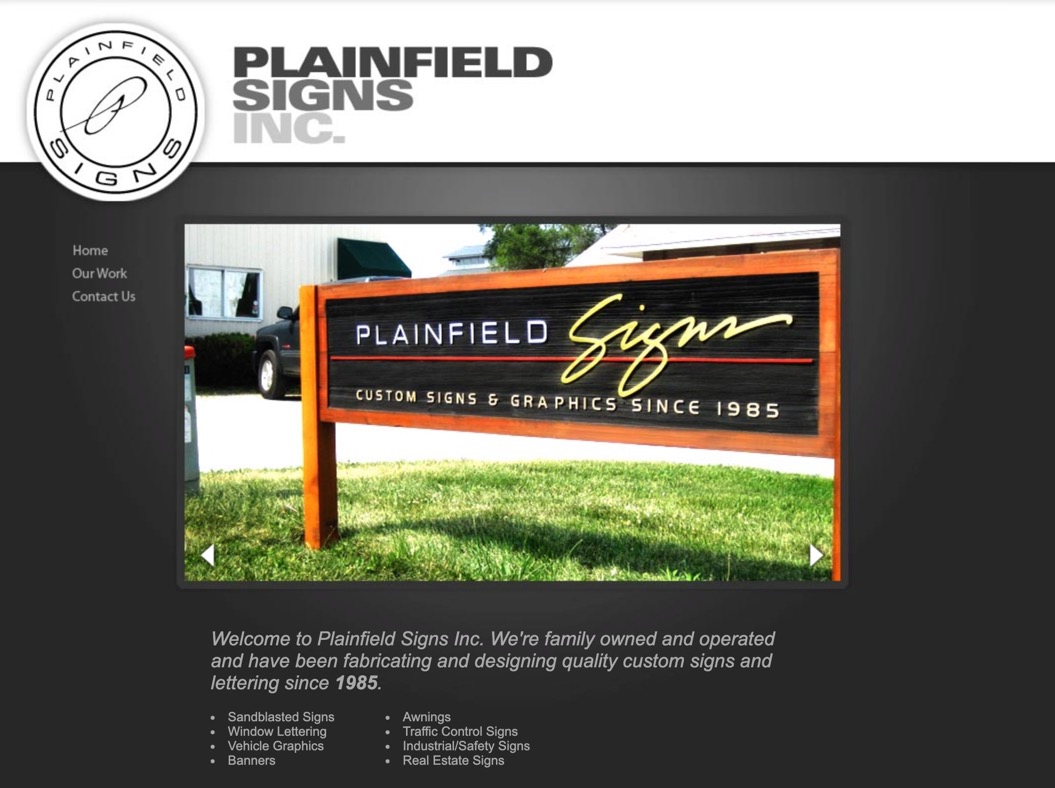 PLAINFIELD
SIGNS
PLAINFIELD
SIGNS
INC.
Home
Our Work
Contact Us
PLAINFIELD Signs
CUSTOM SIGNS & GRAPHICS SINCE 1985
Welcome to Plainfield Signs Inc. We're family owned and operated
and have been fabricating and designing quality custom signs and
lettering since 1985.
• Sandblasted Signs
• Window Lettering
• Vehicle Graphics
• Banners
• Awnings
• Traffic Control Signs
• Industrial/Safety Signs
• Real Estate Signs